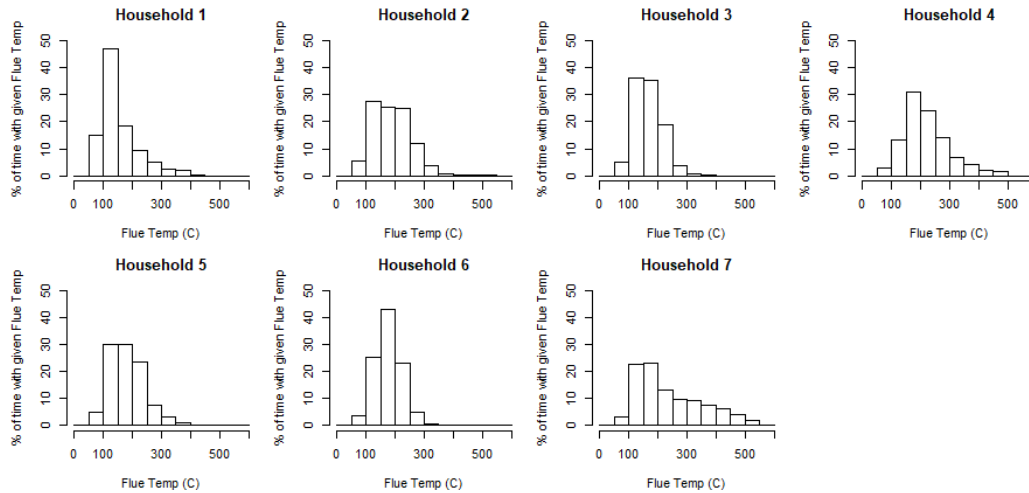 Household 1
% of time with given Flue Temp
0 10 20 30 40 50
0 100 300 500
Flue Temp (C)
Household 2
% of time with given Flue Temp
0 10 20 30 40 50
0 100 300 500
Flue Temp (C)
Household 3
% of time with given Flue Temp
0 10 20 30 40 50
0 100 300 500
Flue Temp (C)
Household 4
% of time with given Flue Temp
0 10 20 30 40 50
0 100 300 500
Flue Temp (C)
Household 5
% of time with given Flue Temp
0 10 20 30 40 50
0 100 300 500
Flue Temp (C)
Household 6
% of time with given Flue Temp
0 10 20 30 40 50
0 100 300 500
Flue Temp (C)
Household 7
% of time with given Flue Temp
0 10 20 30 40 50
0 100 300 500
Flue Temp (C)